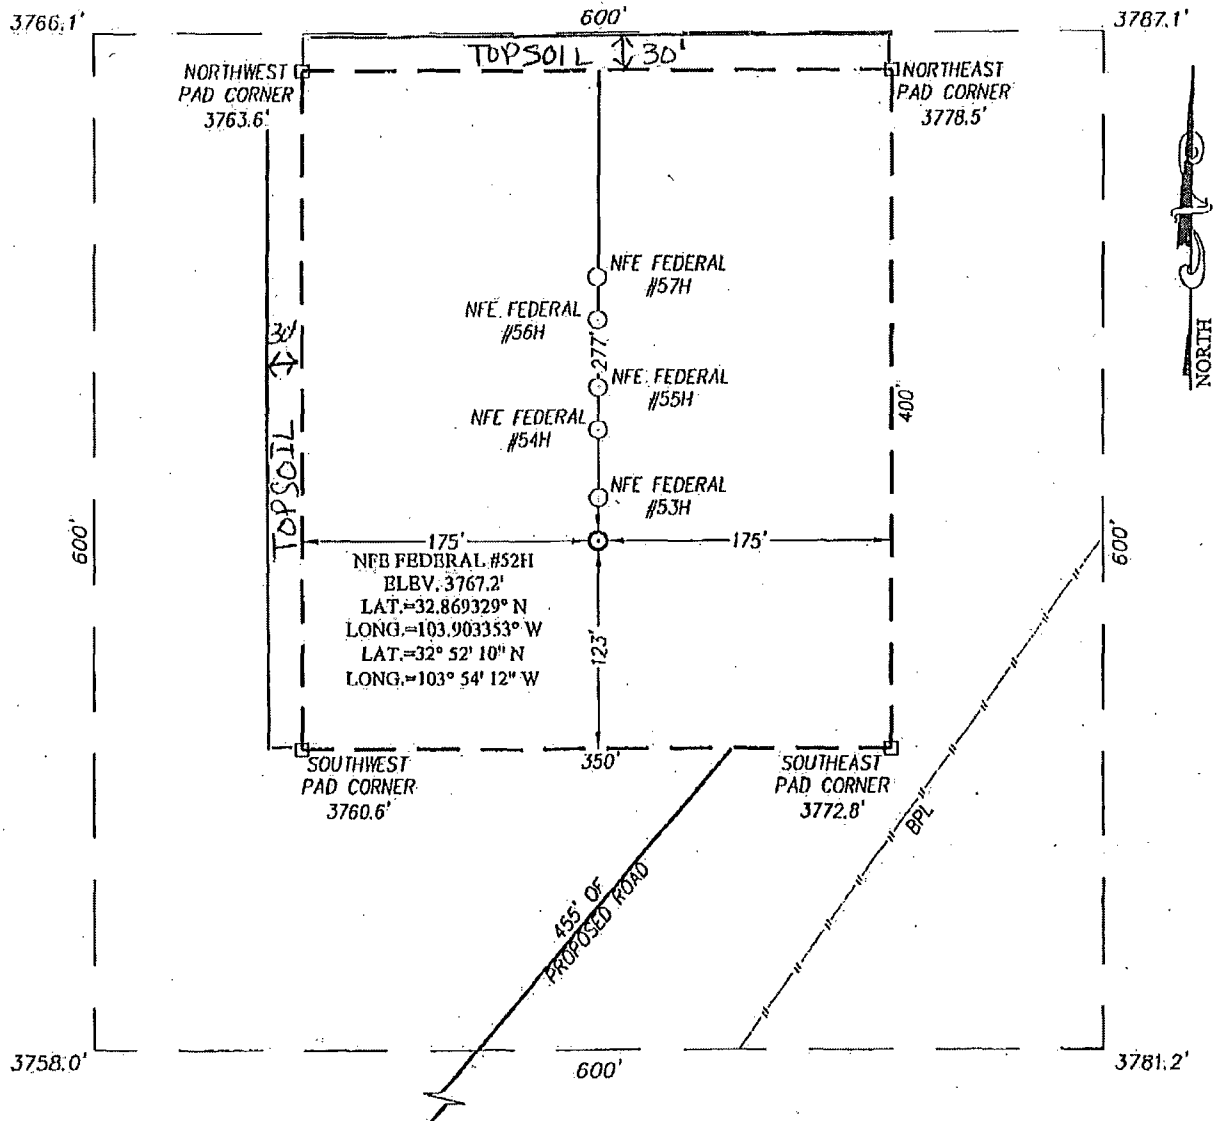 3766.1'
600'
3787.1'
TOPSOIL 30'
NORTHWEST
PAD CORNER
3763.6'
NORTHEAST
PAD CORNER
3778.5'
NORTH
NFE FEDERAL
#57H
NFE FEDERAL
#56H
277'
30'
NFE FEDERAL
#55H
400'
NFE FEDERAL
#54H
TOPSOIL
NFE FEDERAL
#53H
600'
175'
175'
600'
NFE FEDERAL #52H
ELEV. 3767.2'
LAT.=32.869329° N
LONG.=103.903353° W
LAT.=32° 52' 10" N
LONG.=103° 54' 12" W
123'
350'
SOUTHWEST
PAD CORNER
3760.6'
SOUTHEAST
PAD CORNER
3772.8'
BPL
455' OF
PROPOSED ROAD
3758.0'
600'
3781.2'